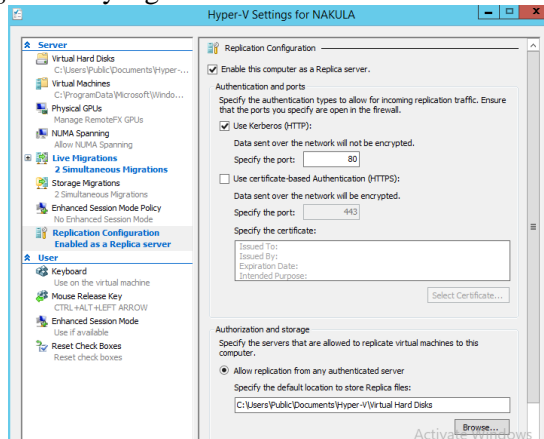 Hyper-V Settings for NAKULA
Server
Virtual Hard Disks
C:\Users\Public\Documents\Hyper-...
Virtual Machines
C:\ProgramData\Microsoft\Windo...
Physical GPUs
Manage RemoteFX GPUs
NUMA Spanning
Allow NUMA Spanning
Live Migrations
2 Simultaneous Migrations
Storage Migrations
2 Simultaneous Migrations
Enhanced Session Mode Policy
No Enhanced Session Mode
Replication Configuration
Enabled as a Replica server
User
Keyboard
Use on the virtual machine
Mouse Release Key
CTRL+ALT+LEFT ARROW
Enhanced Session Mode
Use if available
Reset Check Boxes
Reset check boxes
Replication Configuration
Enable this computer as a Replica server.
Authentication and ports
Specify the authentication types to allow for incoming replication traffic. Ensure
that the ports you specify are open in the firewall.
Use Kerberos (HTTP):
Data sent over the network will not be encrypted.
Specify the port: 80
Use certificate-based Authentication (HTTPS):
Data sent over the network will be encrypted.
Specify the port: 443
Specify the certificate:
Issued To:
Issued By:
Expiration Date:
Intended Purpose:
Select Certificate...
Authorization and storage
Specify the servers that are allowed to replicate virtual machines to this
computer.
Allow replication from any authenticated server
Specify the default location to store Replica files:
C:\Users\Public\Documents\Hyper-V\Virtual Hard Disks
Browse...
Activate Windows